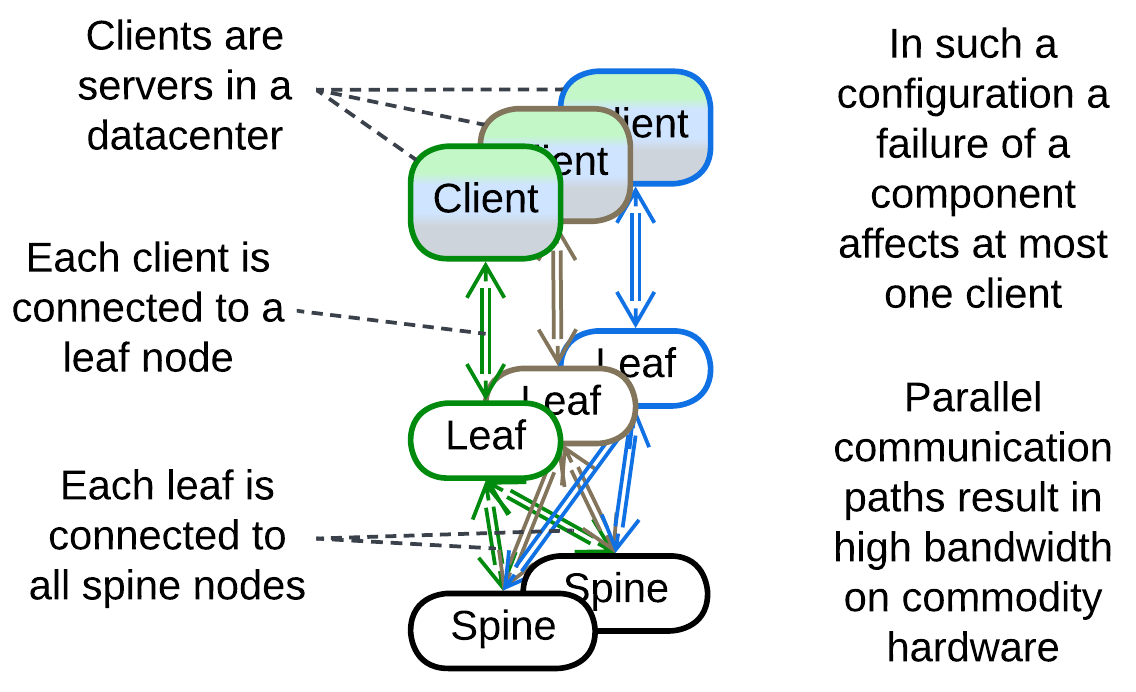 Clients are
servers in a
datacenter
Each client is
connected to a
leaf node
Each leaf is
connected to
all spine nodes
lient
ient
Client
Leaf
Leaf
Leaf
Spine
Spine
In such a
configuration a
failure of a
component
affects at most
one client
Parallel
communication
paths result in
high bandwidth
on commodity
hardware